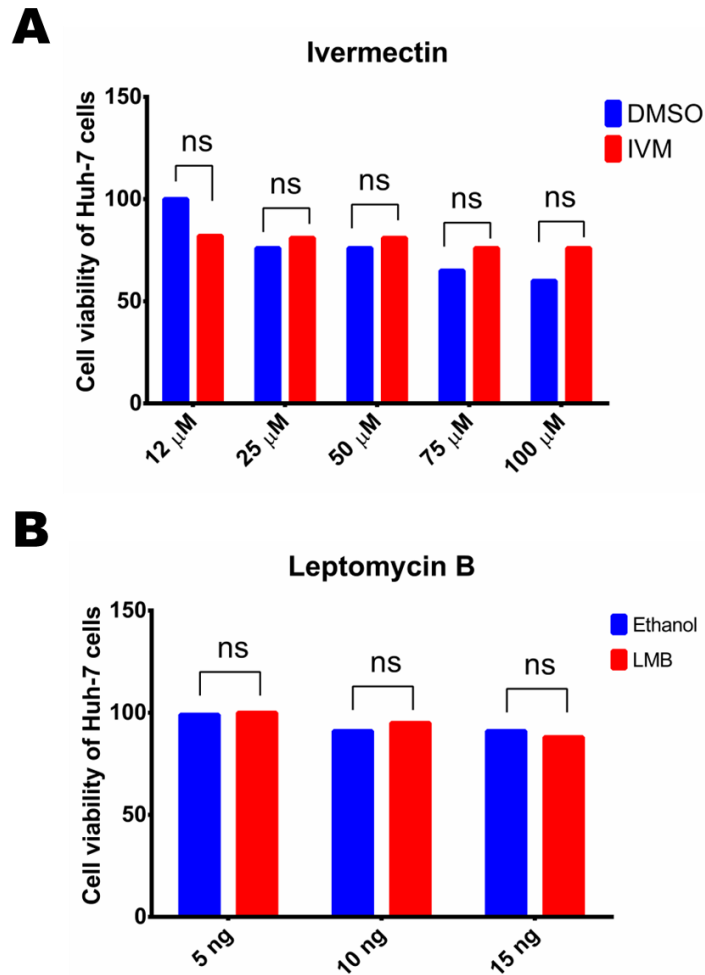 A
Ivermectin
Cell viability of Huh-7 cells
150
100
50
0
ns
ns
ns
ns
ns
DMSO
IVM
12 μM
25 μM
50 μM
75 μM
100 μM
B
Leptomycin B
Cell viability of Huh-7 cells
150
100
50
0
ns
ns
ns
Ethanol
LMB
5 ng
10 ng
15 ng